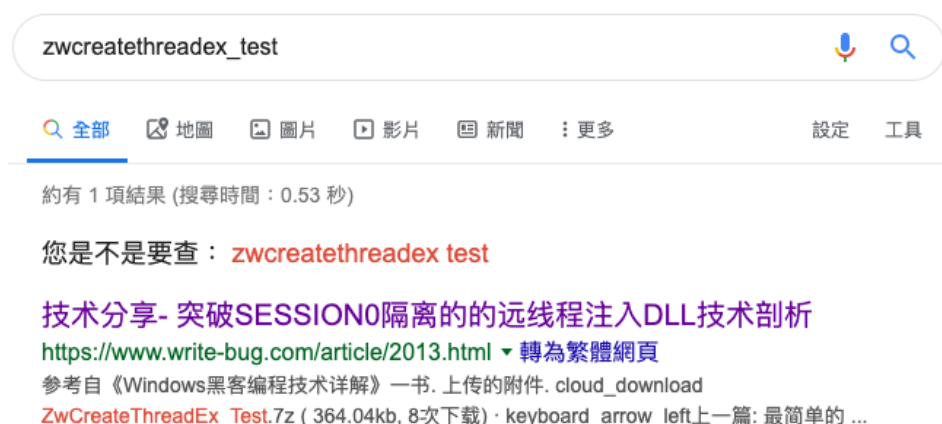 zwcreatethreadex_test
全部 地圖 圖片 影片 新聞 更多 設定 工具
約有 1 項結果 (搜尋時間：0.53 秒)
您是不是要查： zwcreatethreadex test
技术分享- 突破SESSION0隔离的的远线程注入DLL技术剖析
https://www.write-bug.com/article/2013.html ▾ 轉為繁體網頁
参考自《Windows黑客编程技术详解》一书. 上传的附件. cloud_download
ZwCreateThreadEx_Test.7z ( 364.04kb, 8次下载) · keyboard_arrow_left上一篇: 最简单的 ...